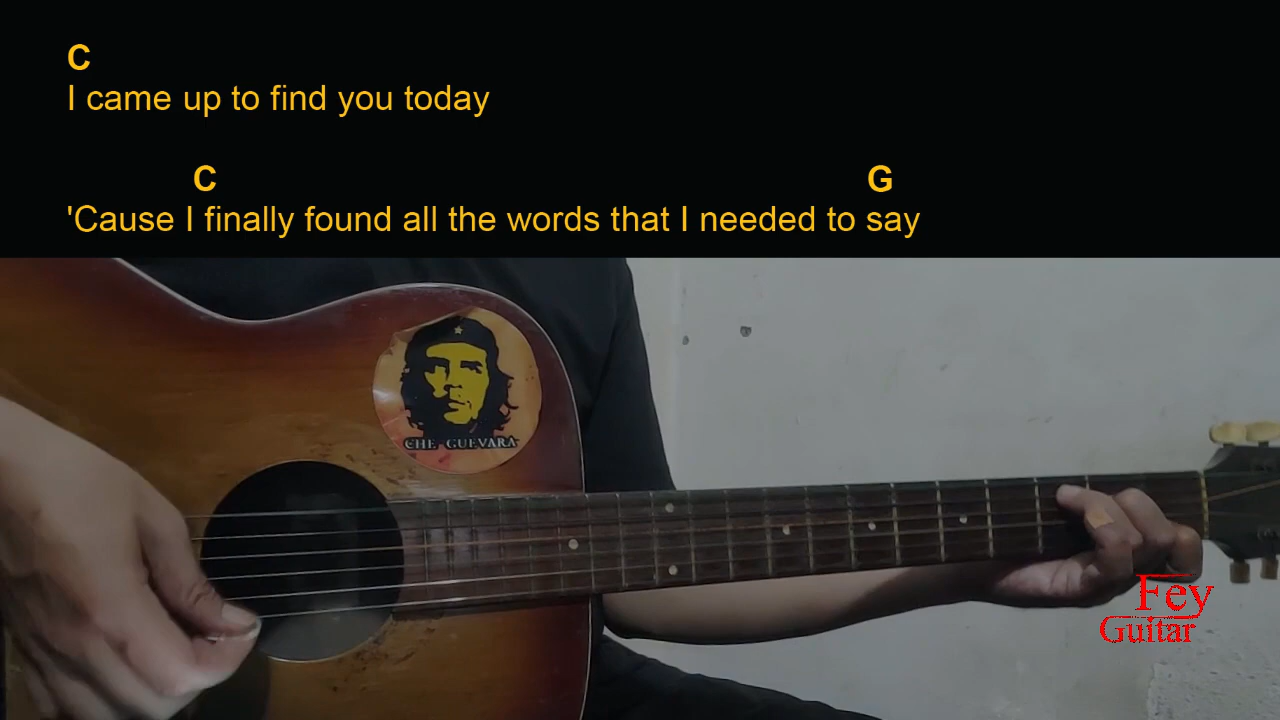 C
I came up to find you today
C G
'Cause I finally found all the words that I needed to say
CHE GUEVARA
Fey
Guitar